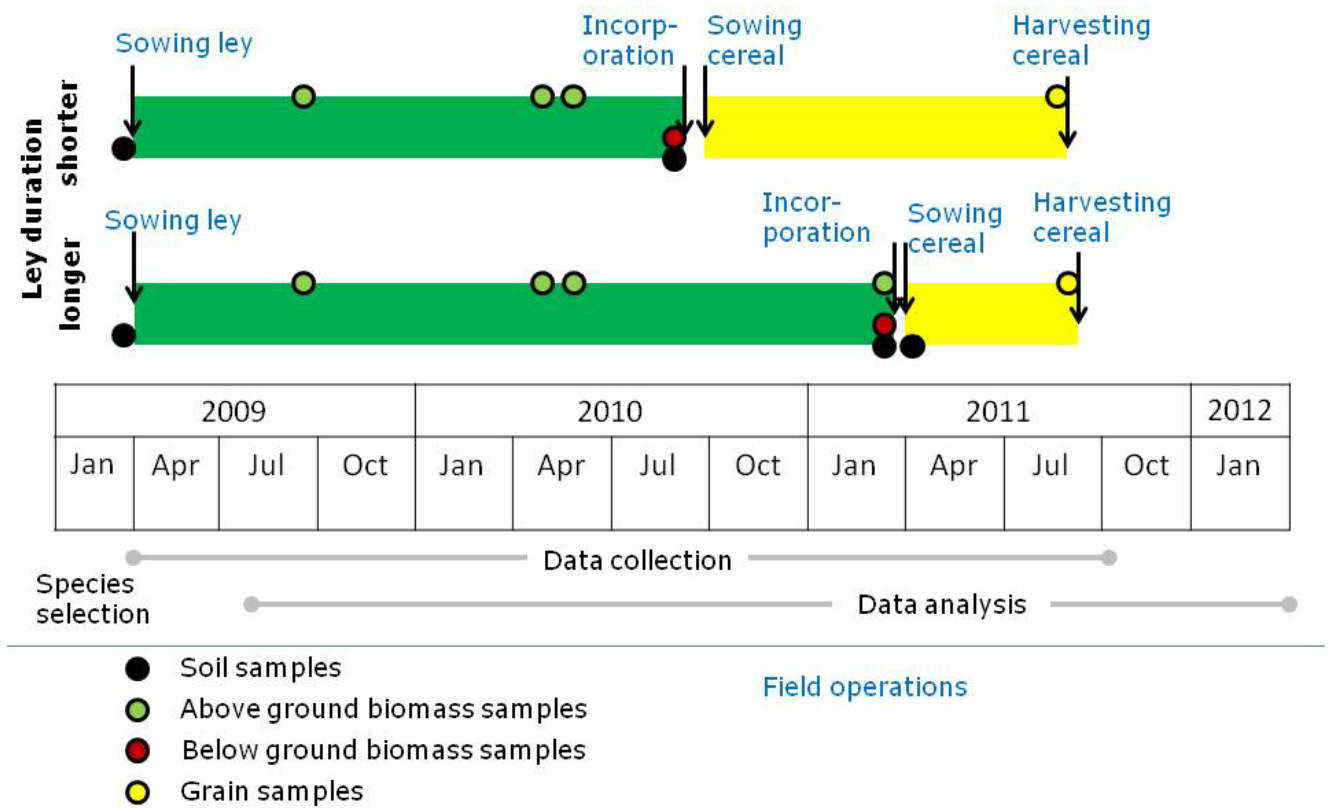 Sowing ley
Incorp-
oration
Sowing
cereal
Harvesting
cereal
Ley duration
shorter
longer
Sowing ley
Incor-
poration
Sowing
cereal
Harvesting
cereal
2009
2010
2011
2012
Jan
Apr
Jul
Oct
Jan
Apr
Jul
Oct
Jan
Apr
Jul
Oct
Jan
Data collection
Species
selection
Data analysis
Soil samples
Field operations
Above ground biomass samples
Below ground biomass samples
Grain samples